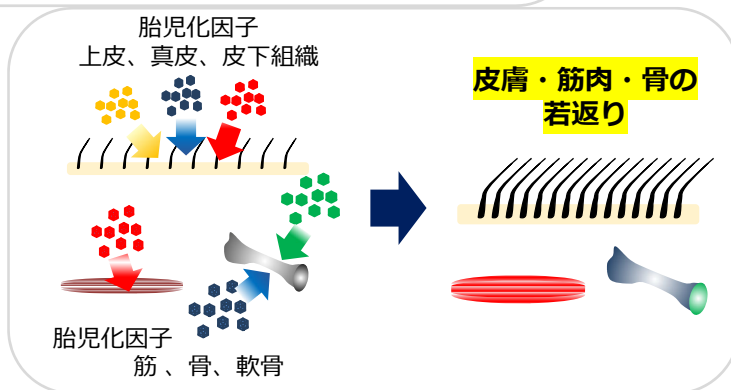 胎児化因子
上皮、真皮、皮下組織
皮膚・筋肉・骨の
若返り
胎児化因子
筋 、骨、軟骨